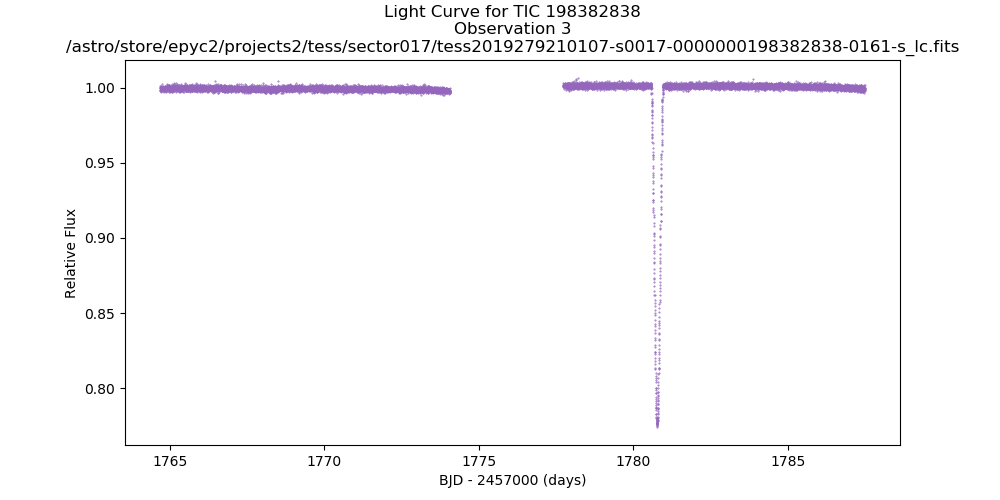 Light Curve for TIC 198382838
Observation 3
/astro/store/epyc2/projects2/tess/sector017/tess2019279210107-s0017-0000000198382838-0161-s_lc.fits
1.00
0.95
0.90
0.85
0.80
Relative Flux
1765 1770 1775 1780 1785
BJD - 2457000 (days)